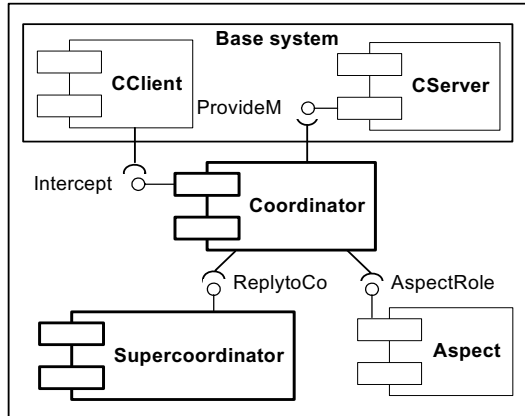 Base system
CClient
CServer
ProvideM
Intercept
Coordinator
ReplytoCo
AspectRole
Supercoordinator
Aspect